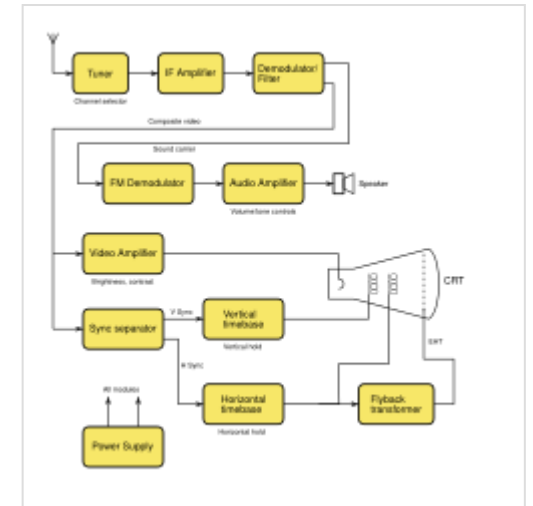 Tuner
IF Amplifier
Demodulator/
Filter
Channel selector
Composite video
Sound carrier
FM Demodulator
Audio Amplifier
Speaker
Volume/tone controls
Video Amplifier
CRT
Brightness, contrast
V Sync
Sync separator
Vertical
timebase
EHT
Vertical hold
H Sync
All modules
Horizontal
timebase
Flyback
transformer
Horizontal hold
Power Supply